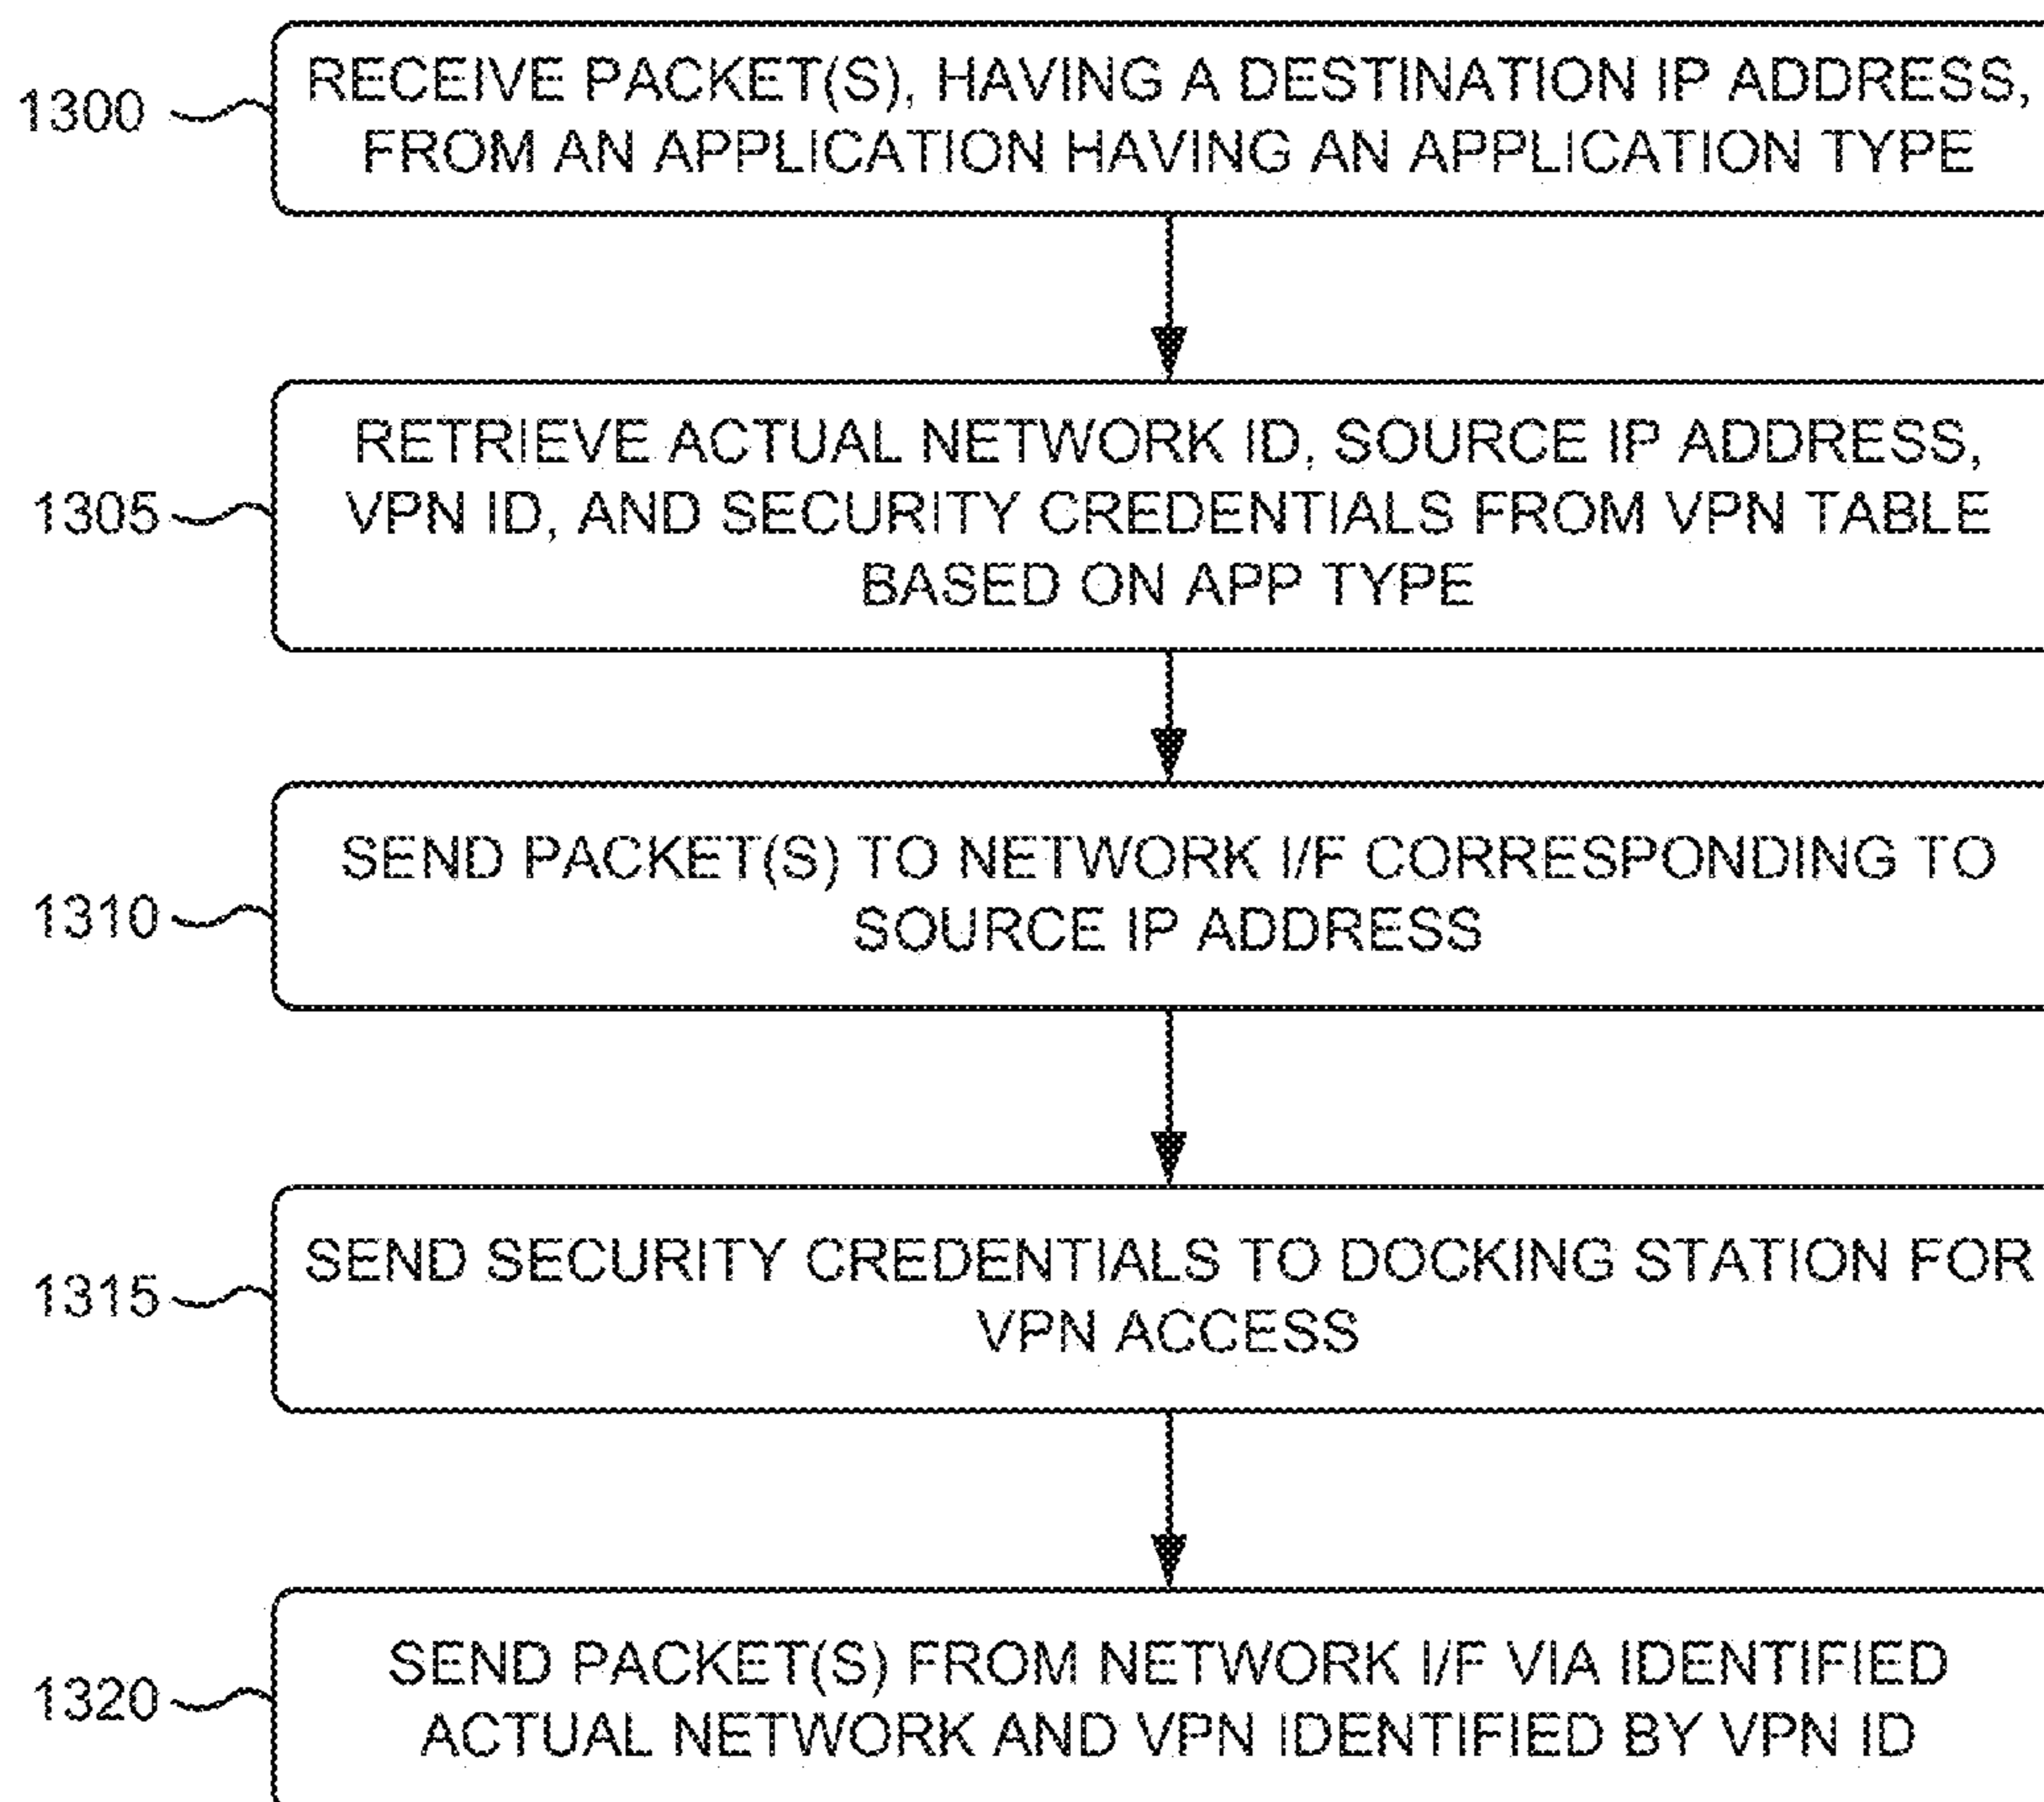 1300
RECEIVE PACKET(S), HAVING A DESTINATION IP ADDRESS,
FROM AN APPLICATION HAVING AN APPLICATION TYPE
1305
RETRIEVE ACTUAL NETWORK ID, SOURCE IP ADDRESS,
VPN ID, AND SECURITY CREDENTIALS FROM VPN TABLE
BASED ON APP TYPE
1310
SEND PACKET(S) TO NETWORK I/F CORRESPONDING TO
SOURCE IP ADDRESS
1315
SEND SECURITY CREDENTIALS TO DOCKING STATION FOR
VPN ACCESS
1320
SEND PACKET(S) FROM NETWORK I/F VIA IDENTIFIED
ACTUAL NETWORK AND VPN IDENTIFIED BY VPN ID